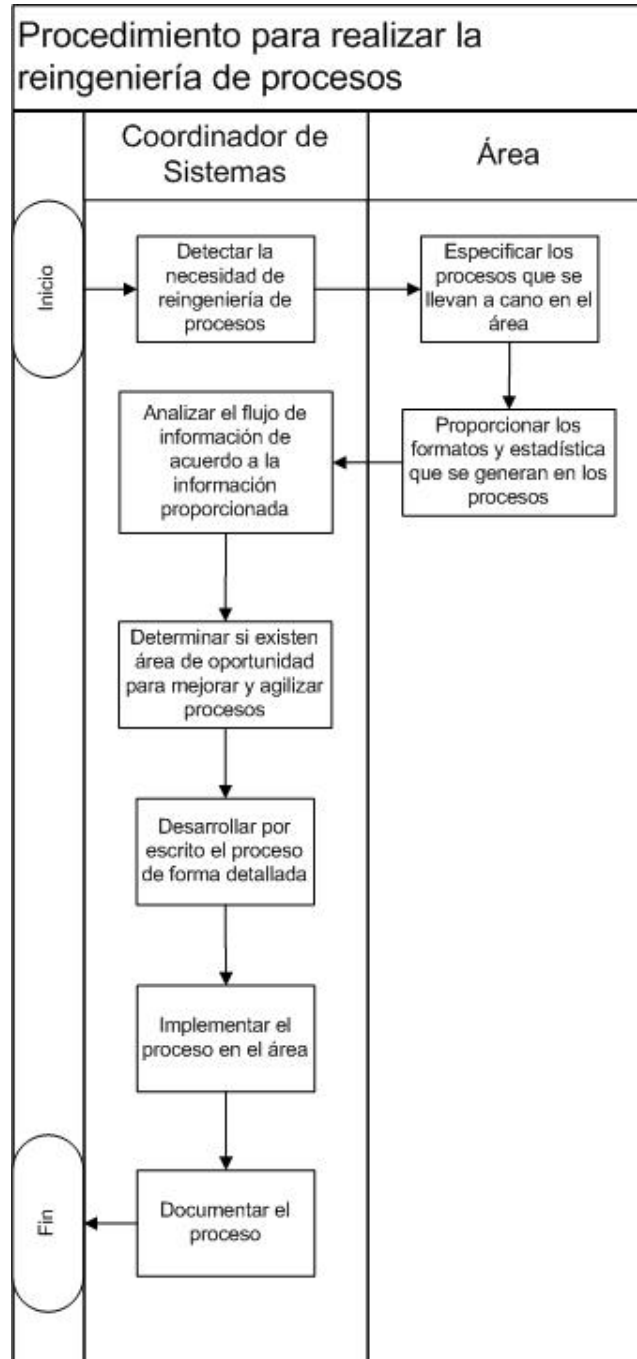 Procedimiento para realizar la
reingeniería de procesos
Coordinador de
Sistemas
Área
Inicio
Detectar la
necesidad de
reingeniería de
procesos
Especificar los
procesos que se
llevan a cano en el
área
Proporcionar los
formatos y estadística
que se generan en los
procesos
Analizar el flujo de
información de
acuerdo a la
información
proporcionada
Determinar si existen
área de oportunidad
para mejorar y agilizar
procesos
Desarrollar por
escrito el proceso
de forma detallada
Implementar el
proceso en el área
Documentar el
proceso
Fin